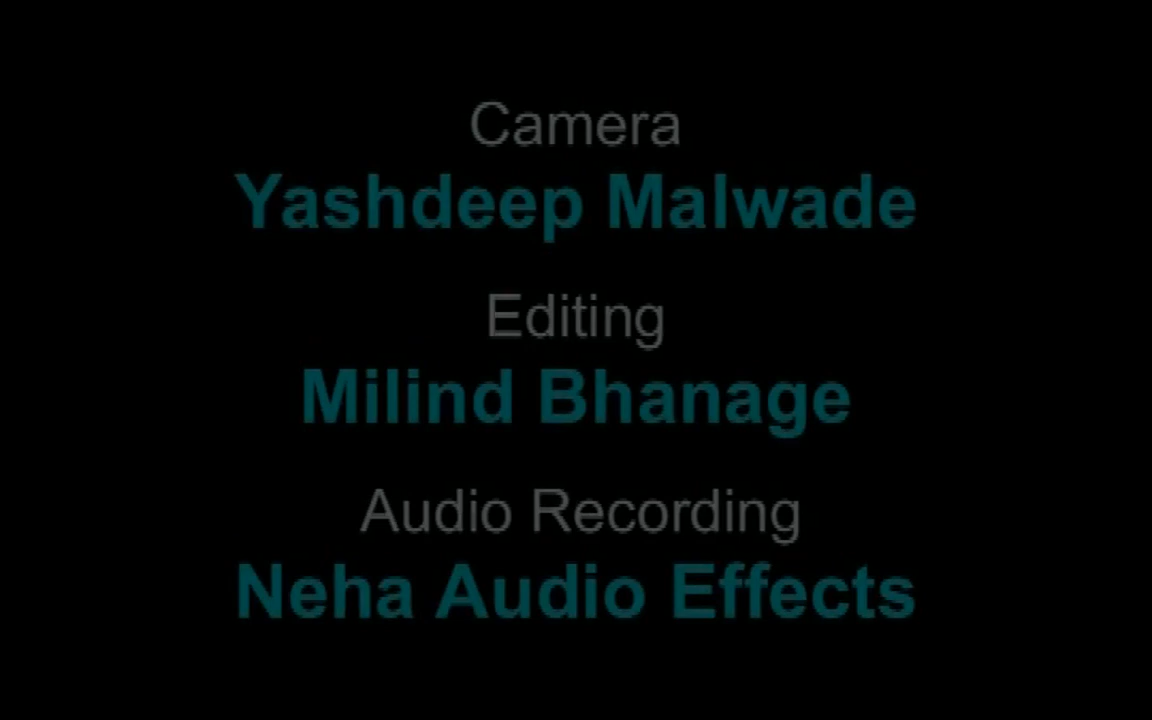 Camera
Yashdeep Malwade
Editing
Milind Bhanage
Audio Recording
Neha Audio Effects